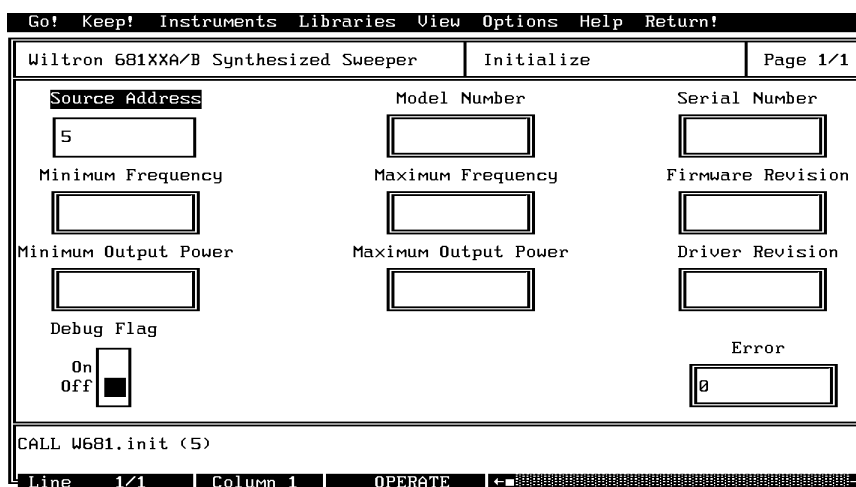 Go! Keep! Instruments Libraries View Options Help Return!
Wiltron 681XXA/B Synthesized Sweeper Initialize Page 1/1
Source Address Model Number Serial Number
5
Minimum Frequency Maximum Frequency Firmware Revision
Minimum Output Power Maximum Output Power Driver Revision
Debug Flag
Error
On
Off 0
CALL W681.init (5)
Line 1/1 Column 1 OPERATE